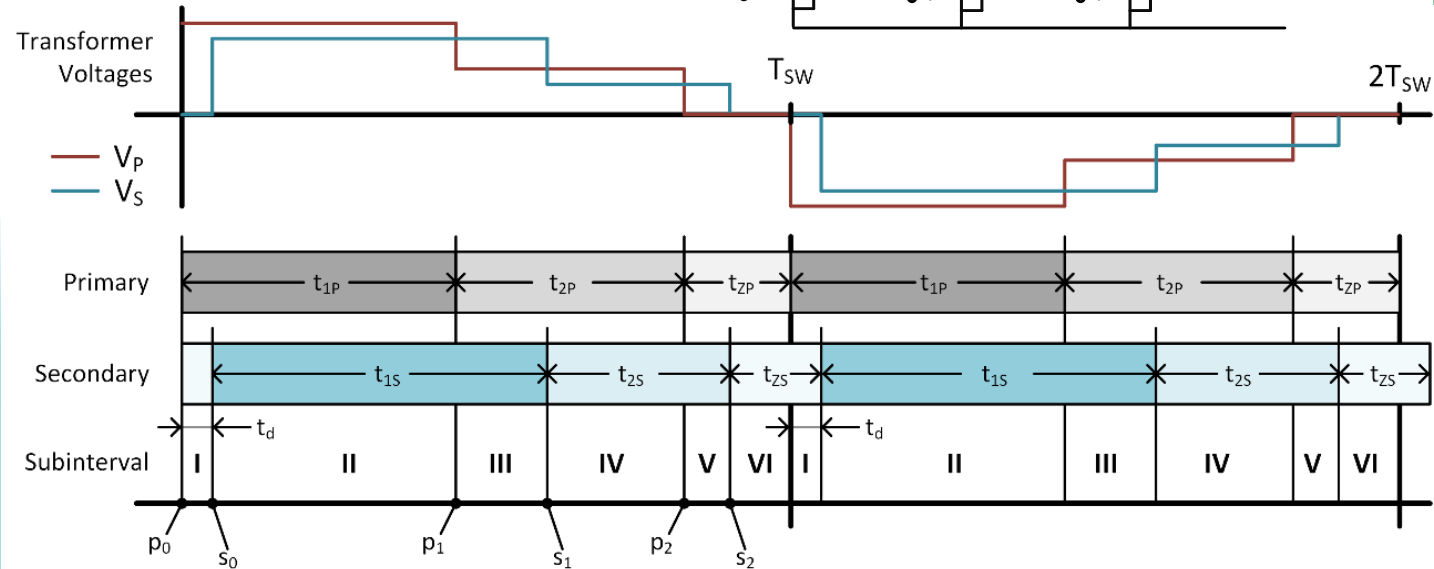 Transformer
Voltages
T_SW
2T_SW
V_P
V_S
Primary
t_1P
t_2P
t_ZP
t_1P
t_2P
t_ZP
Secondary
t_1S
t_2S
t_ZS
t_1S
t_2S
t_ZS
t_d
t_d
Subinterval
I
II
III
IV
V
VI
I
II
III
IV
V
VI
p_0
s_0
p_1
s_1
p_2
s_2